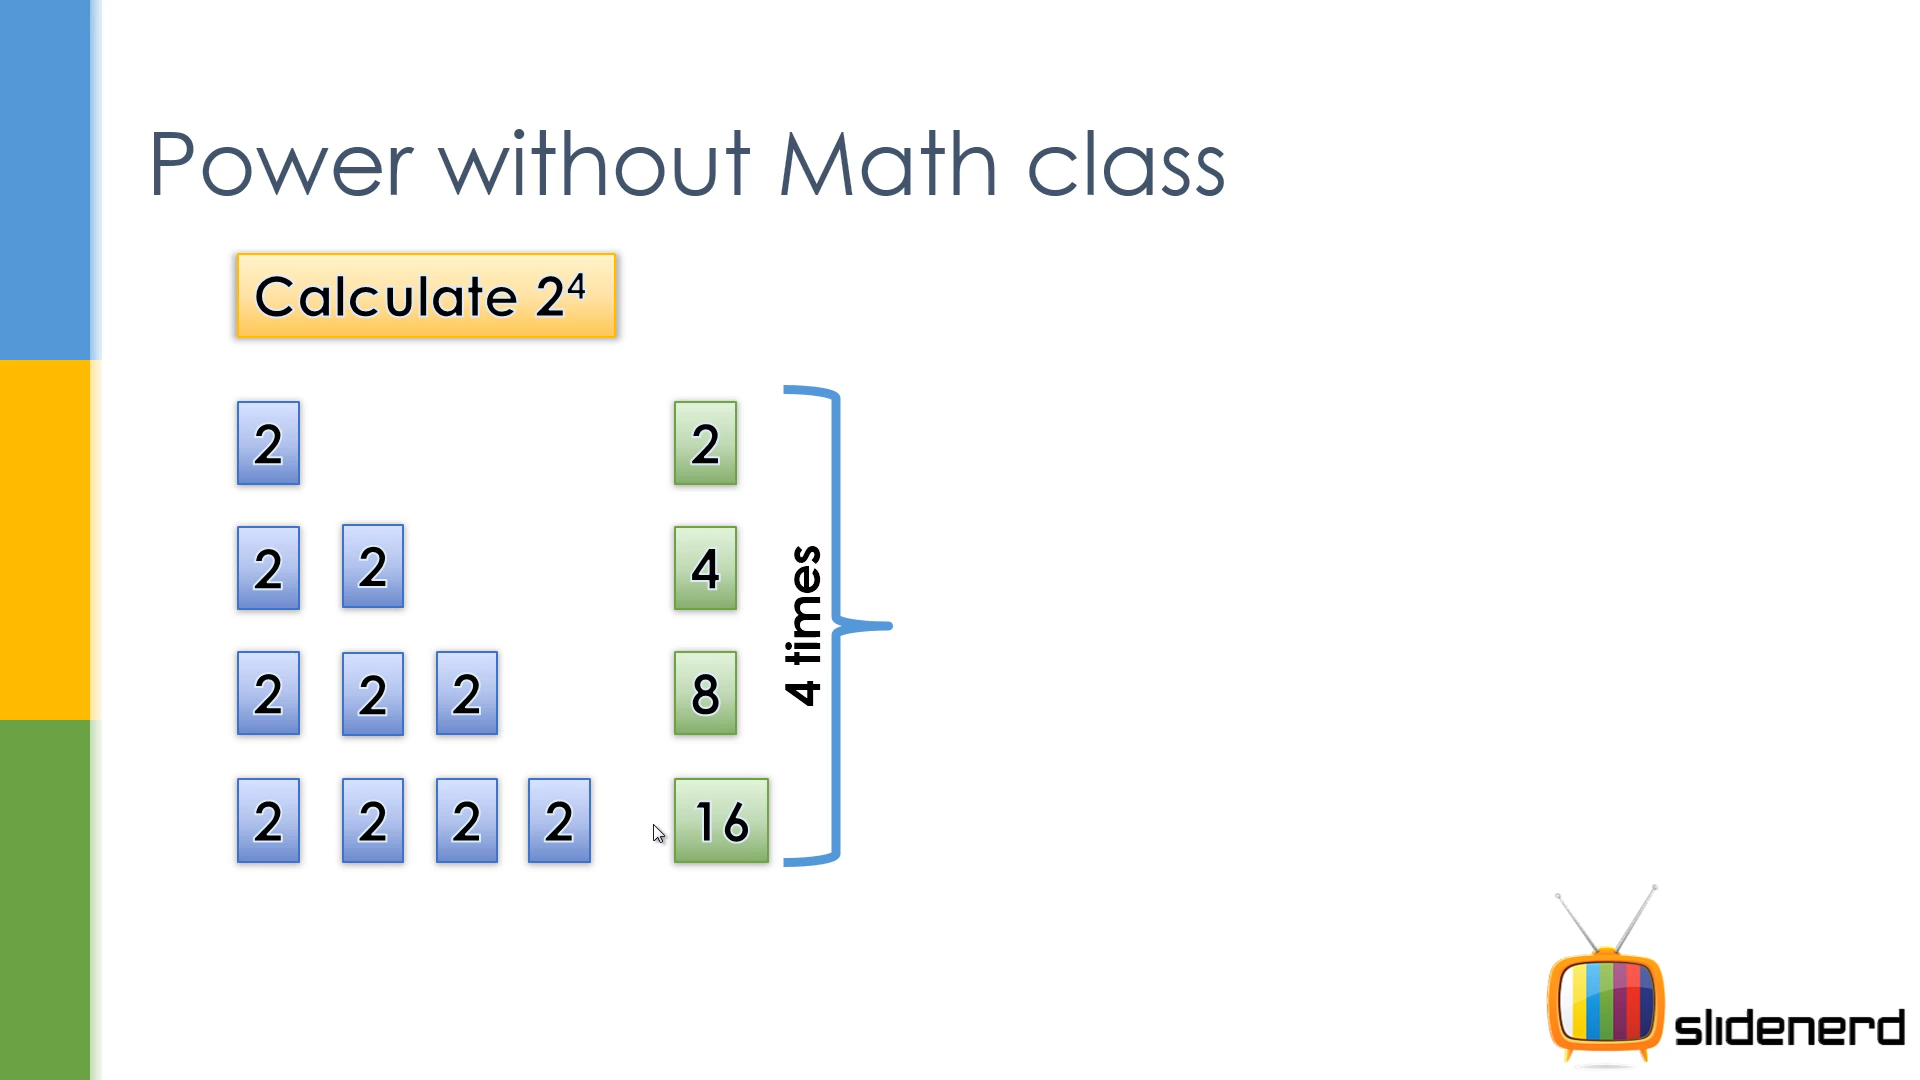 Power without Math class
Calculate 2⁴
2 2
2 2 4
2 2 2 8
2 2 2 2 16
4 times
slidenerd